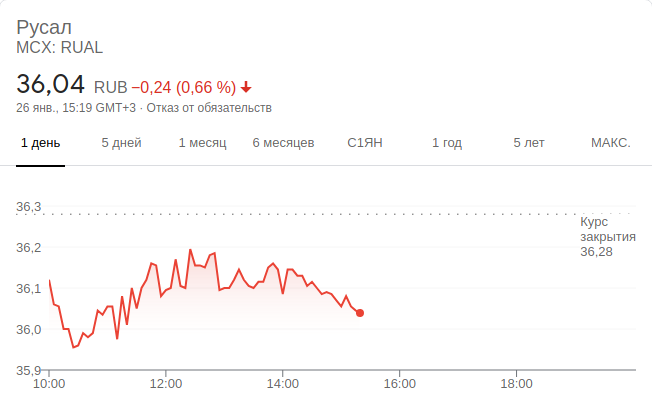 Русал
MCX: RUAL
36,04 RUB −0,24 (0,66 %)
26 янв., 15:19 GMT+3 · Отказ от обязательств
1 день 5 дней 1 месяц 6 месяцев С1ЯН 1 год 5 лет МАКС.
36,3
Курс
закрытия
36,28
36,2
36,1
36,0
35,9
10:00 12:00 14:00 16:00 18:00